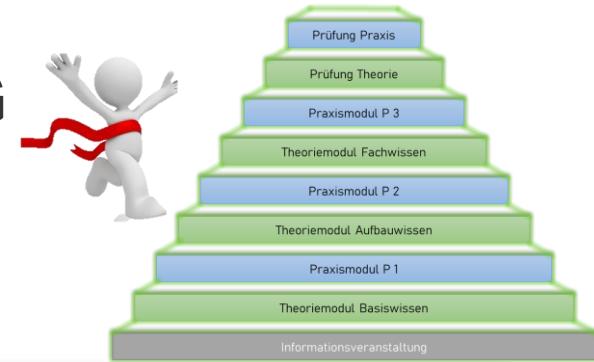 G
Prüfung Praxis
Prüfung Theorie
Praxismodul P 3
Theoriemodul Fachwissen
Praxismodul P 2
Theoriemodul Aufbauwissen
Praxismodul P 1
Theoriemodul Basiswissen
Informationsveranstaltung